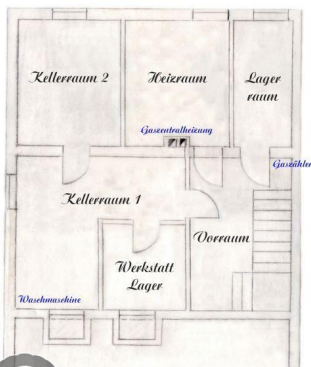 Kellerraum 2
Heizraum
Lager
raum
Gaszentralheizung
Gaszähler
Kellerraum 1
Vorraum
Werkstatt
Lager
Waschmaschine